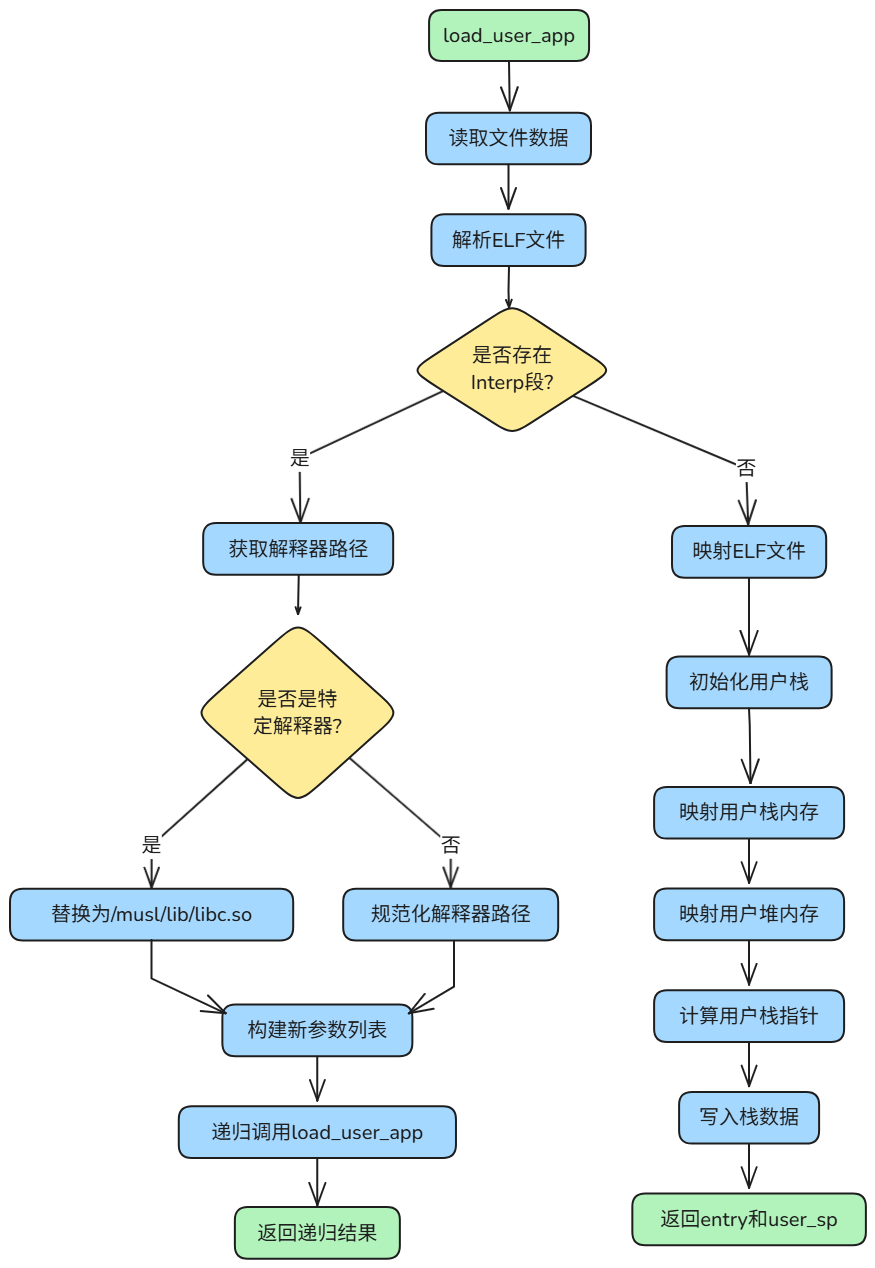 load_user_app
读取文件数据
解析ELF文件
是否存在
Interp段?
是
否
获取解释器路径
映射ELF文件
初始化用户栈
是否是特
定解释器?
映射用户栈内存
是
否
替换为/musl/lib/libc.so
规范化解释器路径
映射用户堆内存
计算用户栈指针
构建新参数列表
写入栈数据
递归调用load_user_app
返回entry和user_sp
返回递归结果